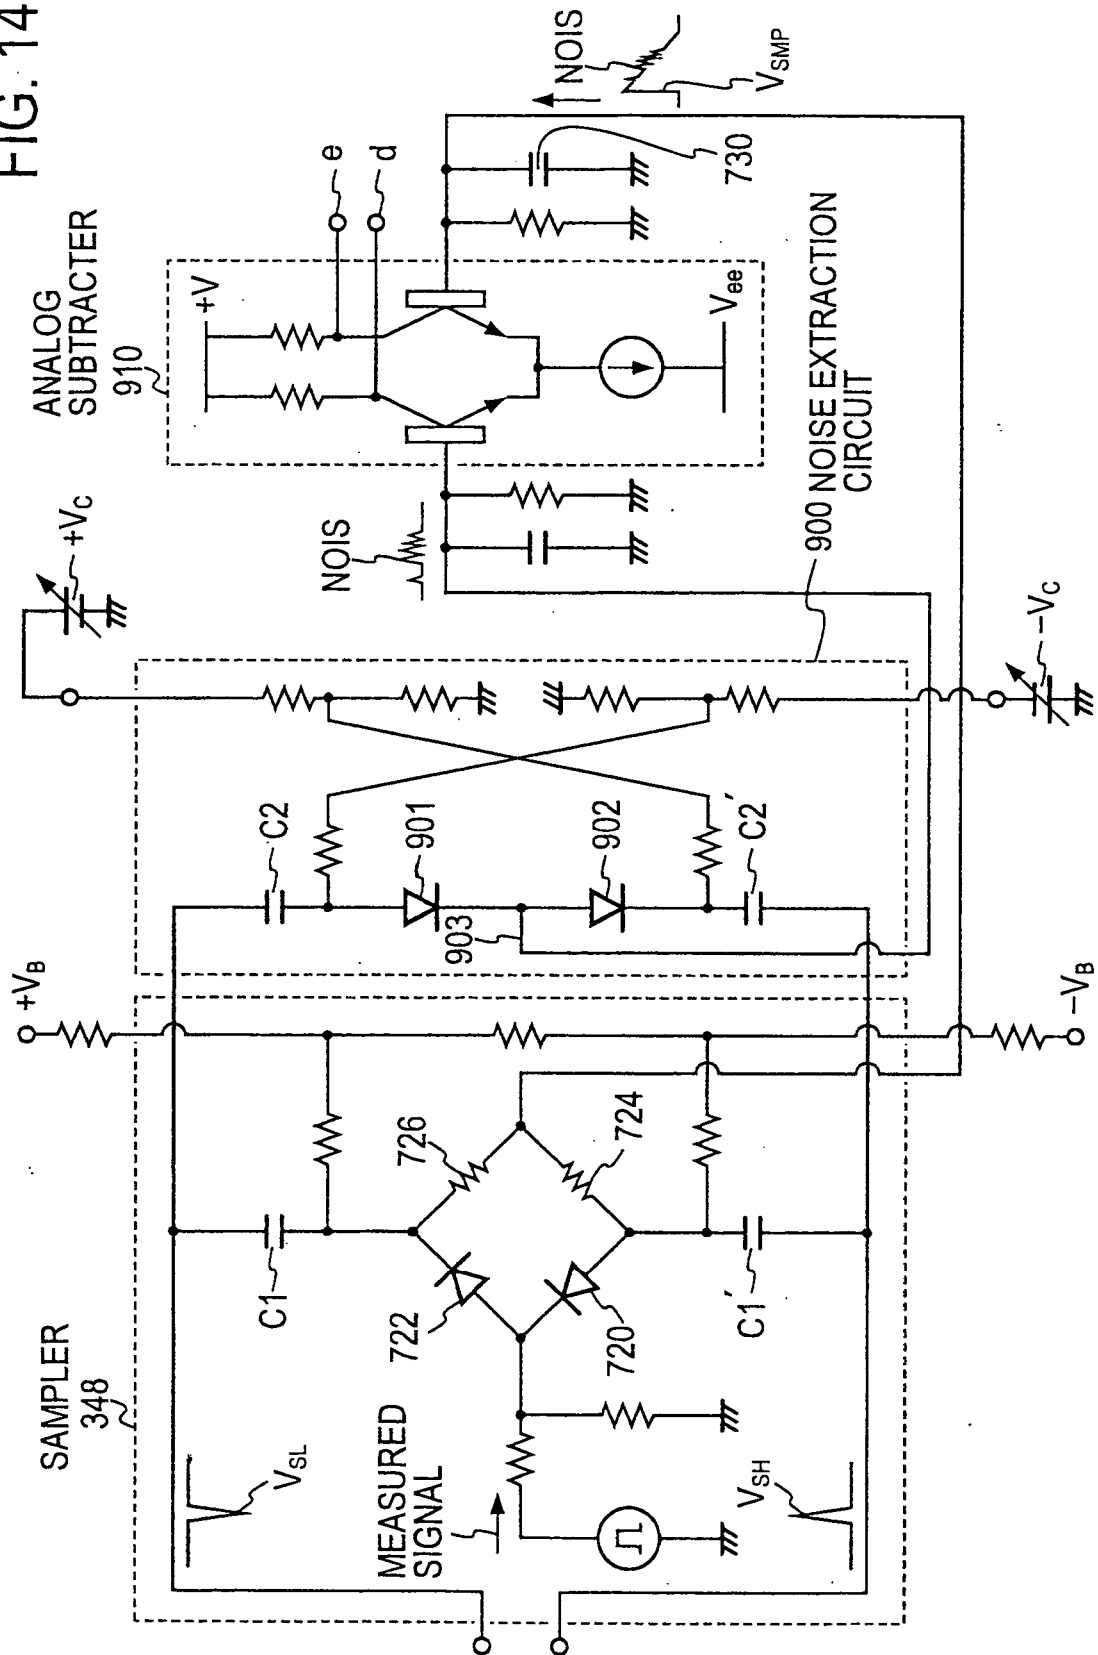 FIG. 14
SAMPLER
348
V_SL
MEASURED
SIGNAL
V_SH
C1
722
726
720
724
C1′
+V_B
−V_B
C2
901
903
902
C2′
+V_C
−V_C
900 NOISE EXTRACTION
CIRCUIT
NOIS
ANALOG
SUBTRACTER
910
+V
V_ee
e
d
730
NOIS
V_SMP